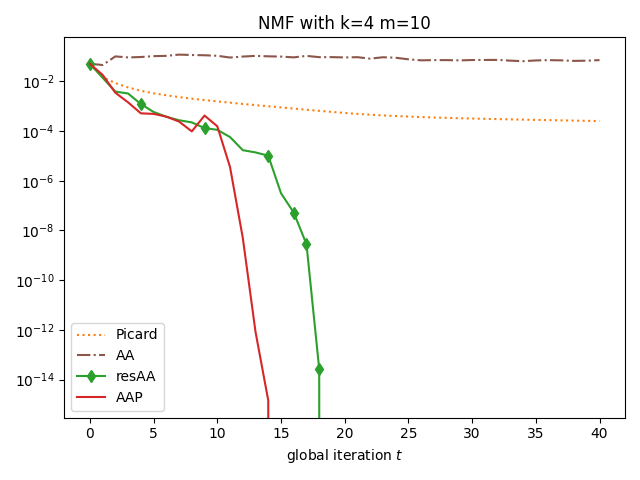 NMF with k=4 m=10
10^{-2}
10^{-4}
10^{-6}
10^{-8}
10^{-10}
10^{-12}
10^{-14}
Picard
AA
resAA
AAP
0 5 10 15 20 25 30 35 40
global iteration t